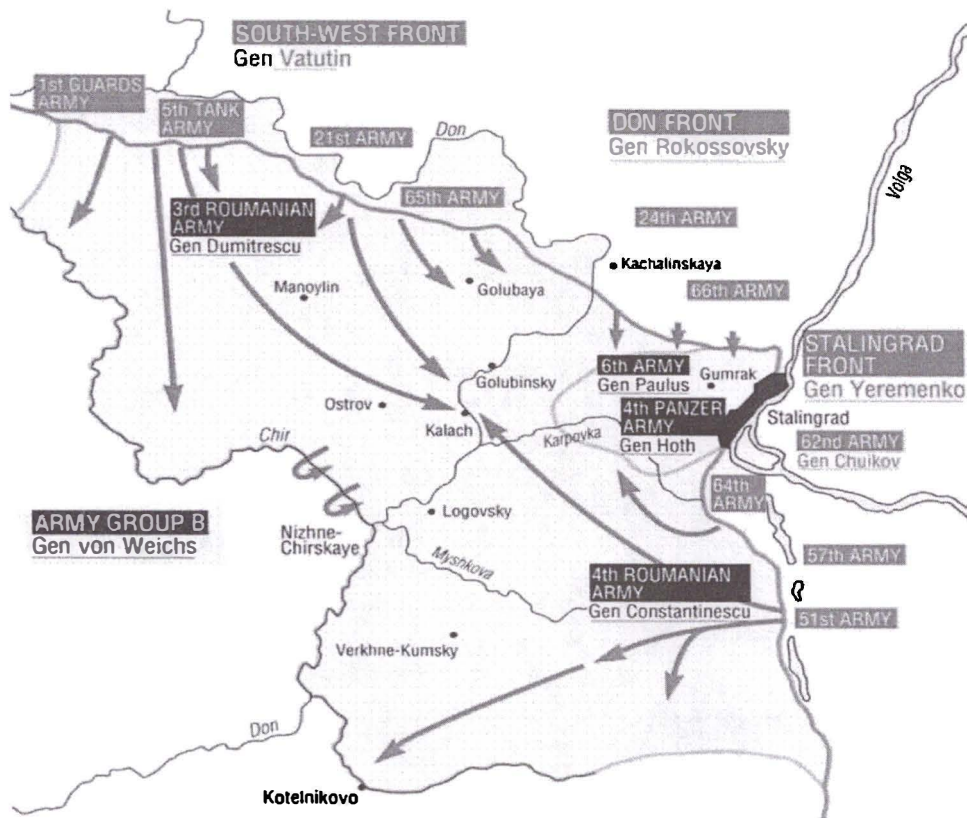 SOUTH-WEST FRONT
Gen Vatutin
1st GUARDS
ARMY
5th TANK
ARMY
21st ARMY
Don
DON FRONT
Gen Rokossovsky
Volga
65th ARMY
3rd ROUMANIAN
ARMY
Gen Dumitrescu
24th ARMY
Kachalinskaya
Manoylin
Golubaya
66th ARMY
STALINGRAD
FRONT
Gen Yeremenko
6th ARMY
Gen Paulus
Gumrak
Golubinsky
Ostrov
Kalach
4th PANZER
ARMY
Gen Hoth
Karpovka
Stalingrad
62nd ARMY
Gen Chuikov
Chir
64th
ARMY
ARMY GROUP B
Gen von Weichs
Logovsky
Nizhne-
Chirskaye
Myshkova
57th ARMY
4th ROUMANIAN
ARMY
Gen Constantinescu
51st ARMY
Verkhne-Kumsky
Don
Kotelnikovo